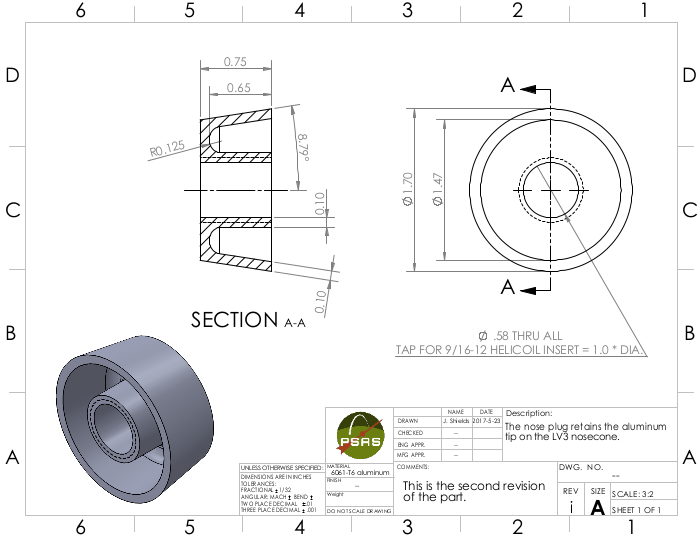 6 5 4 3 2 1
D
D
0.75
0.65
R0.125
8.79°
0.10
0.10
SECTION A-A
A
Ø1.70
Ø1.47
A
Ø .58 THRU ALL
TAP FOR 9/16-12 HELICOIL INSERT = 1.0 * DIA.
C
C
B
B
A
A
PSAS
NAME DATE
DRAWN J. Shields 2017-5-23
CHECKED --
ENG APPR. --
MFG APPR. --
Description:
The nose plug retains the aluminum
tip on the LV3 nosecone.
UNLESS OTHERWISE SPECIFIED:
DIMENSIONS ARE IN INCHES
TOLERANCES:
FRACTIONAL ± 1/32
ANGULAR: MACH ± BEND ±
TWO PLACE DECIMAL ±.01
THREE PLACE DECIMAL ± .001
MATERIAL
6061-T6 aluminum
FINISH
--
Weight
DO NOT SCALE DRAWING
COMMENTS:
This is the second revision
of the part.
DWG. NO.
--
REV
i
SIZE
A
SCALE: 3:2
SHEET 1 OF 1
6 5 4 3 2 1